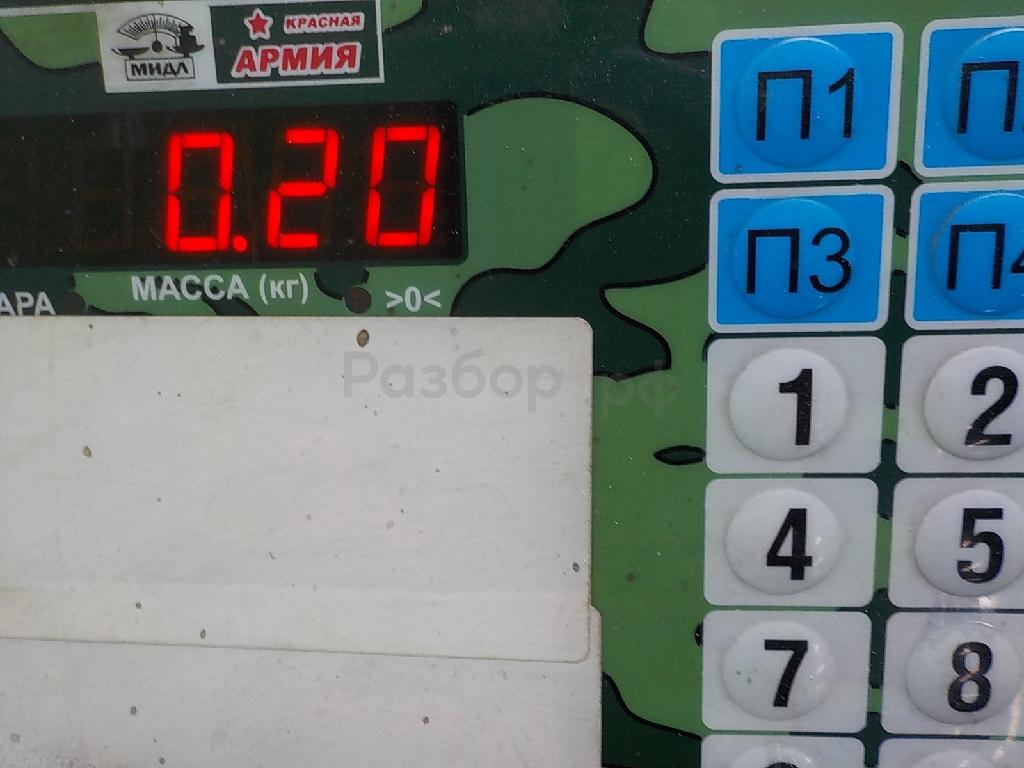 МИДЛ
КРАСНАЯ
АРМИЯ
0.20
АРА
МАССА (кг)
>0<
Разбор.рф
П1
П3
П4
1
2
4
5
7
8